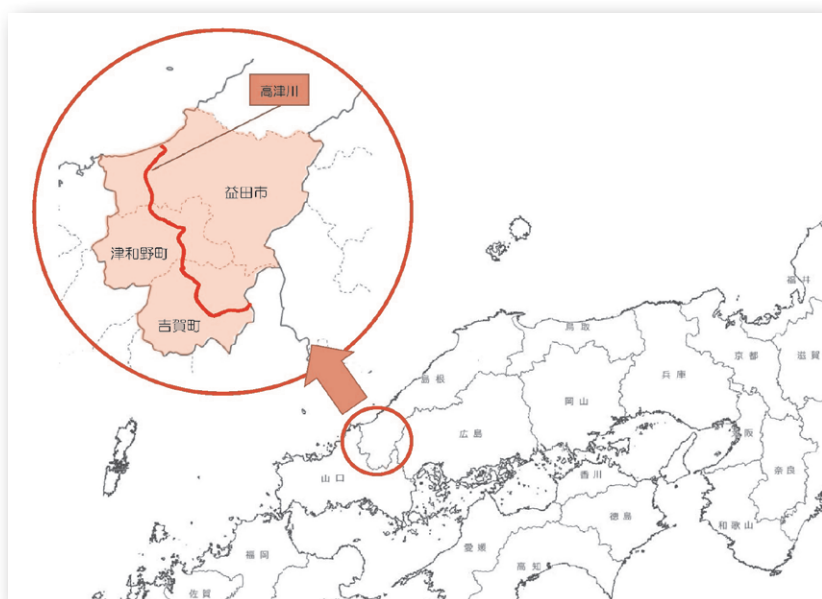 高津川
益田市
津和野町
吉賀町
福井
鳥取
京都
滋賀
島根
兵庫
岡山
広島
阪
山口
奈良
香川
徳島
和歌山
福岡
愛媛
高知
佐賀